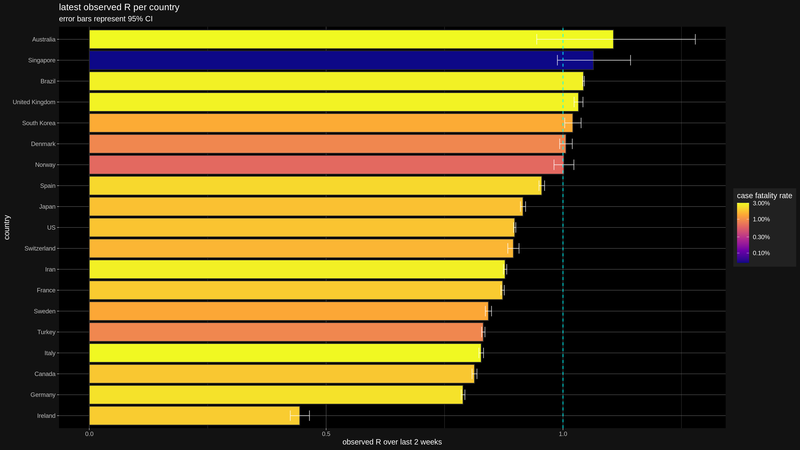 latest observed R per country
error bars represent 95% CI
country
Australia
Singapore
Brazil
United Kingdom
South Korea
Denmark
Norway
Spain
Japan
US
Switzerland
Iran
France
Sweden
Turkey
Italy
Canada
Germany
Ireland
0.0
0.5
1.0
observed R over last 2 weeks
case fatality rate
3.00%
1.00%
0.30%
0.10%